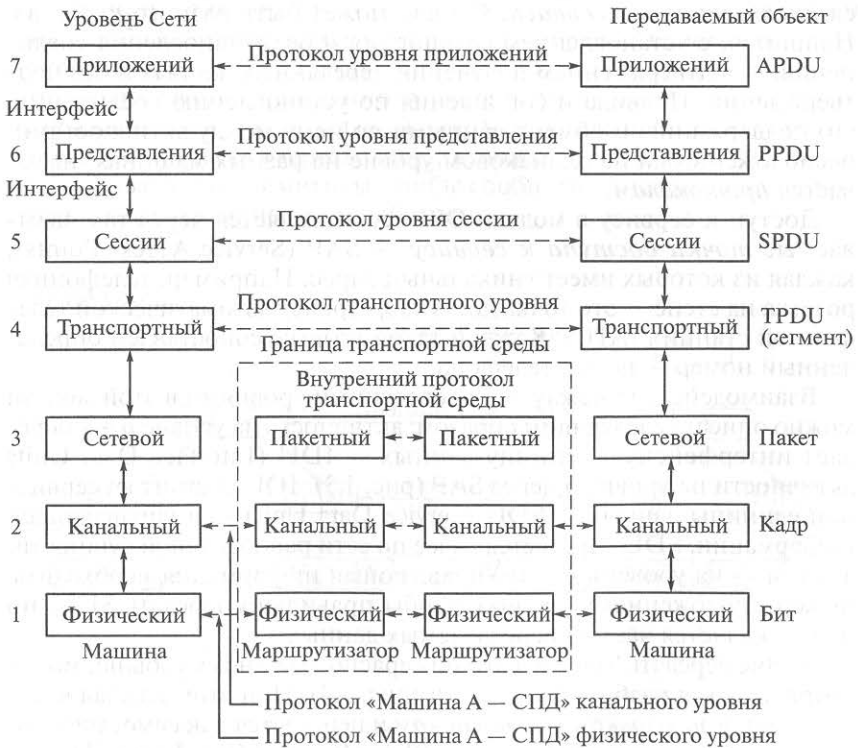 Уровень Сети Передаваемый объект
7 Приложений Протокол уровня приложений Приложений APDU
Интерфейс
6 Представления Протокол уровня представления Представления PPDU
Интерфейс
5 Сессии Протокол уровня сессии Сессии SPDU
Протокол транспортного уровня
4 Транспортный Транспортный TPDU
(сегмент)
Граница транспортной среды
Внутренний протокол
транспортной среды
3 Сетевой Пакетный Пакетный Сетевой Пакет
2 Канальный Канальный Канальный Канальный Кадр
1 Физический Физический Физический Физический Бит
Машина Маршрутизатор Маршрутизатор Машина
Протокол «Машина А — СПД» канального уровня
Протокол «Машина А — СПД» физического уровня